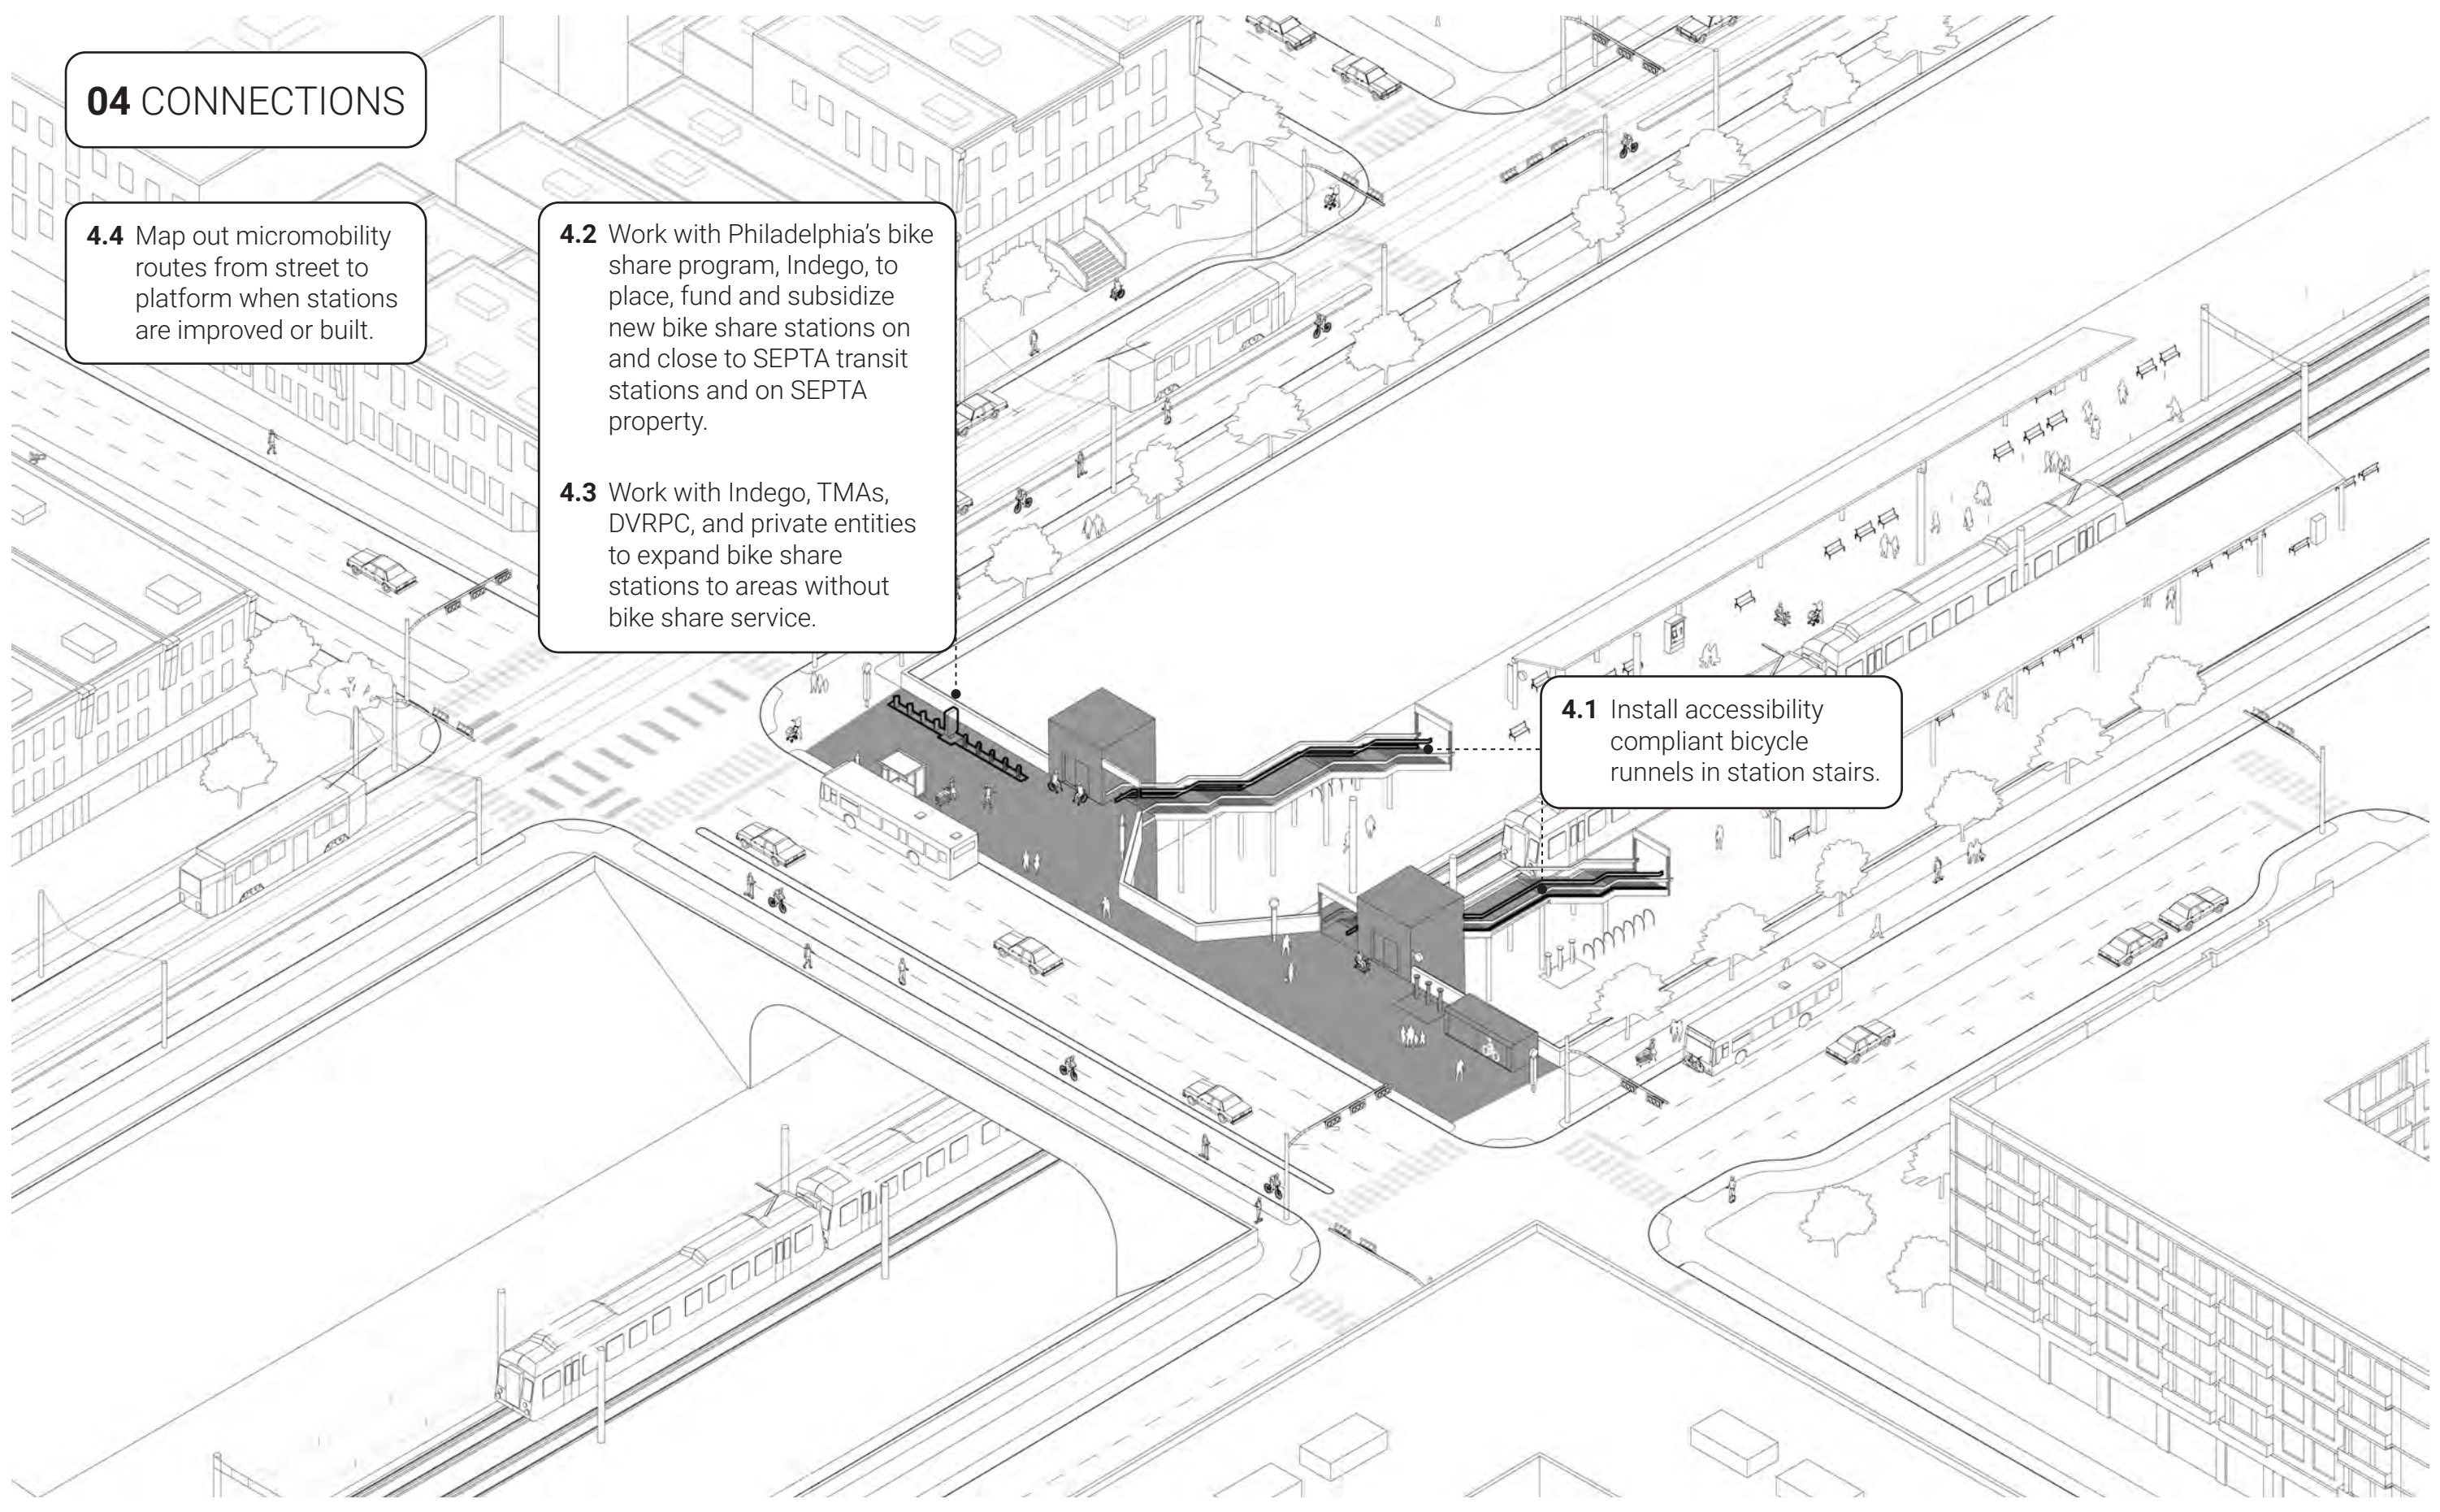 04 CONNECTIONS
4.4 Map out micromobility
routes from street to
platform when stations
are improved or built.
4.2 Work with Philadelphia’s bike
share program, Indego, to
place, fund and subsidize
new bike share stations on
and close to SEPTA transit
stations and on SEPTA
property.
4.3 Work with Indego, TMAs,
DVRPC, and private entities
to expand bike share
stations to areas without
bike share service.
4.1 Install accessibility
compliant bicycle
runnels in station stairs.